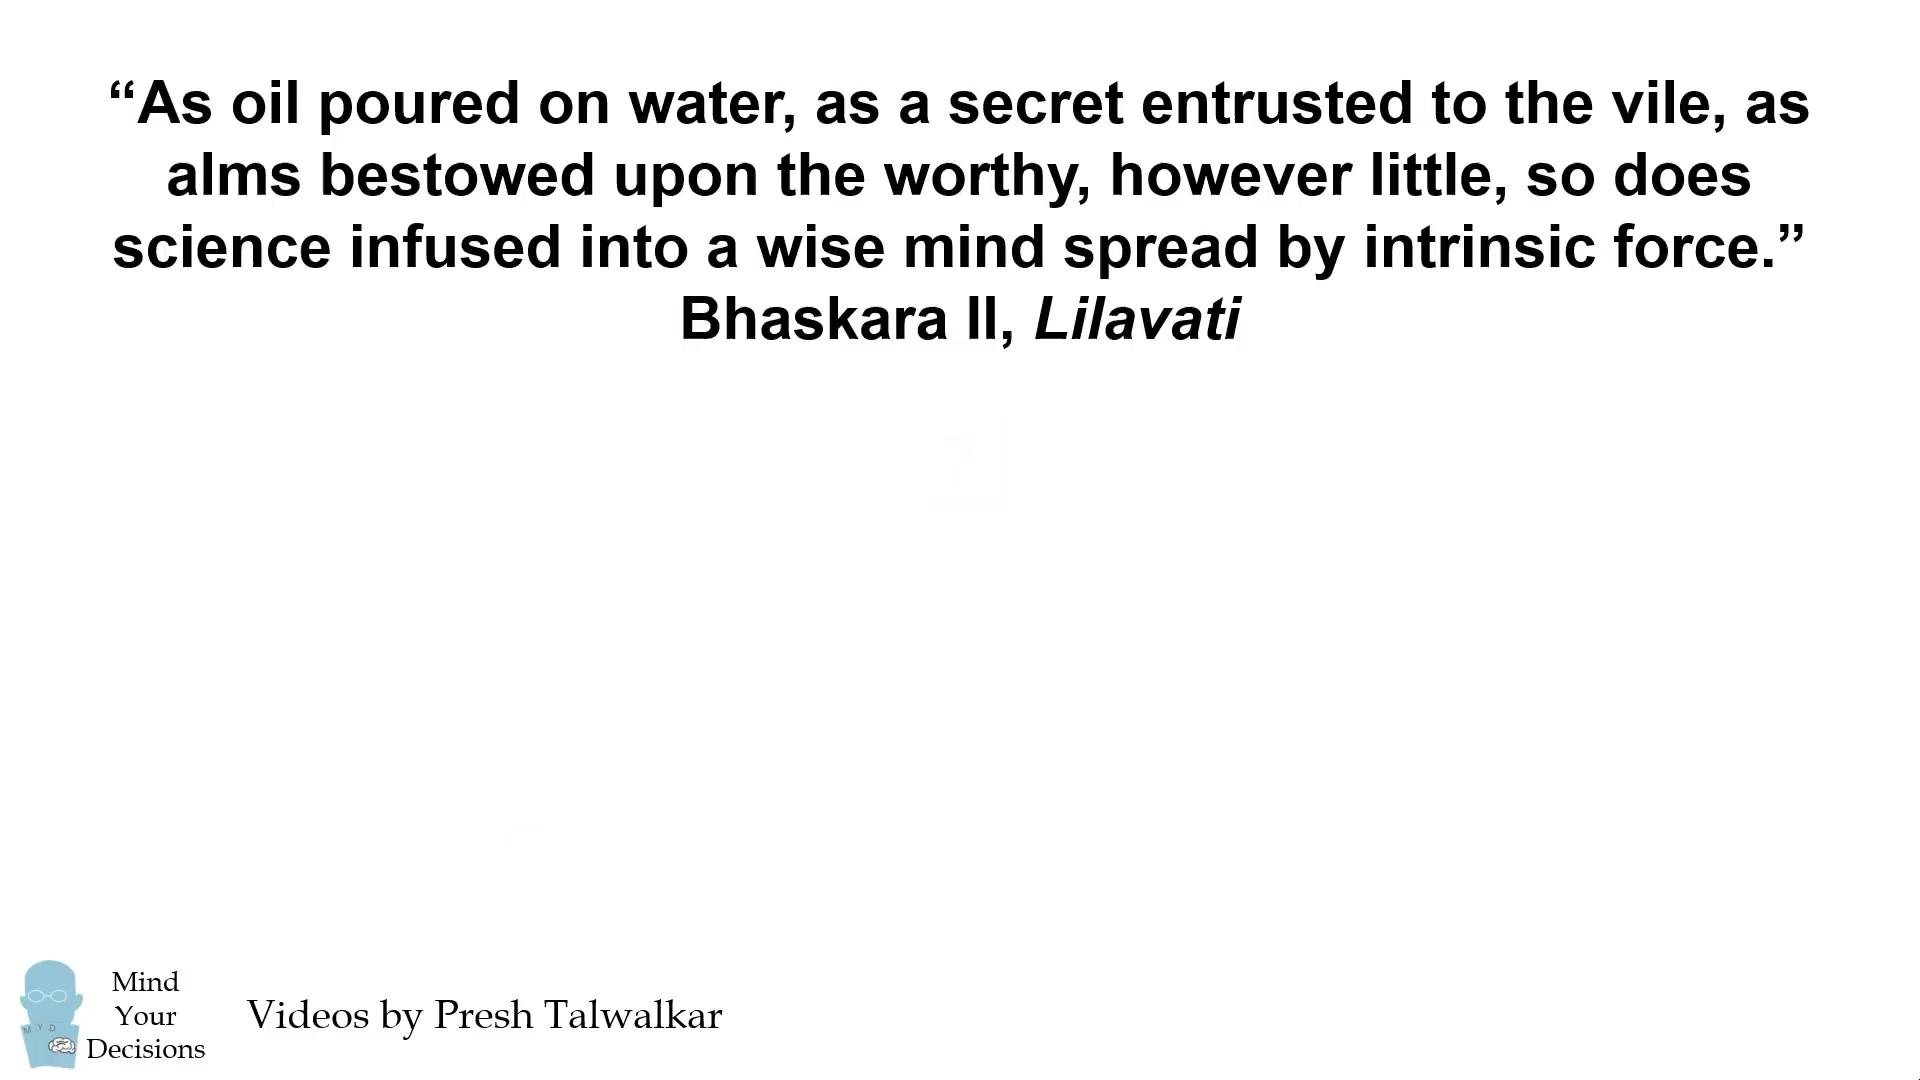 “As oil poured on water, as a secret entrusted to the vile, as
alms bestowed upon the worthy, however little, so does
science infused into a wise mind spread by intrinsic force.”
Bhaskara II, Lilavati
Mind
Your
Decisions
M Y D
Videos by Presh Talwalkar